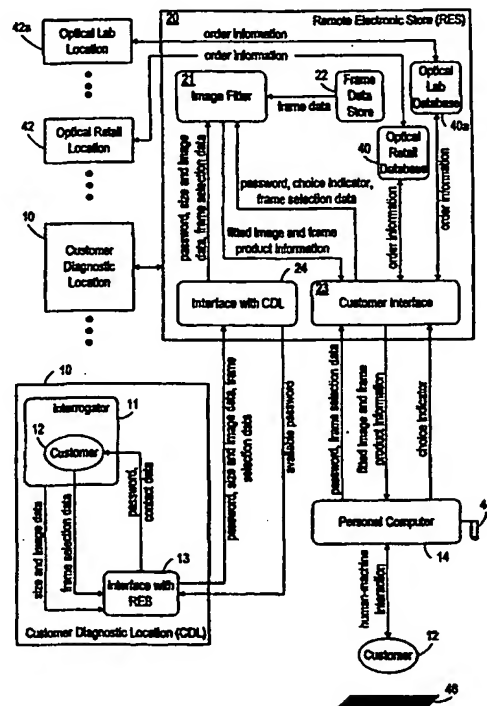 42a
Optical Lab
Location
order information
20
Remote Electronic Store (RES)
order information
21
Image Fitter
22
Frame
Data
Store
frame data
Optical
Lab
Database
40a
42
Optical Retail
Location
40
Optical Retail
Database
password, size and image
data, frame selection data
password, choice indicator,
frame selection data
fitted image and frame
product information
order information
order information
10
Customer
Diagnostic
Location
24
Interface with CDL
23
Customer Interface
10
Interrogator
11
12
Customer
size and image data
frame selection data
password,
contact data
13
Interface with
RES
Customer Diagnostic Location (CDL)
password, size and image data, frame
selection data
available password
password, frame selection data
fitted image and frame
product information
choice indicator
Personal Computer
14
human-machine
interaction
Customer
12
46